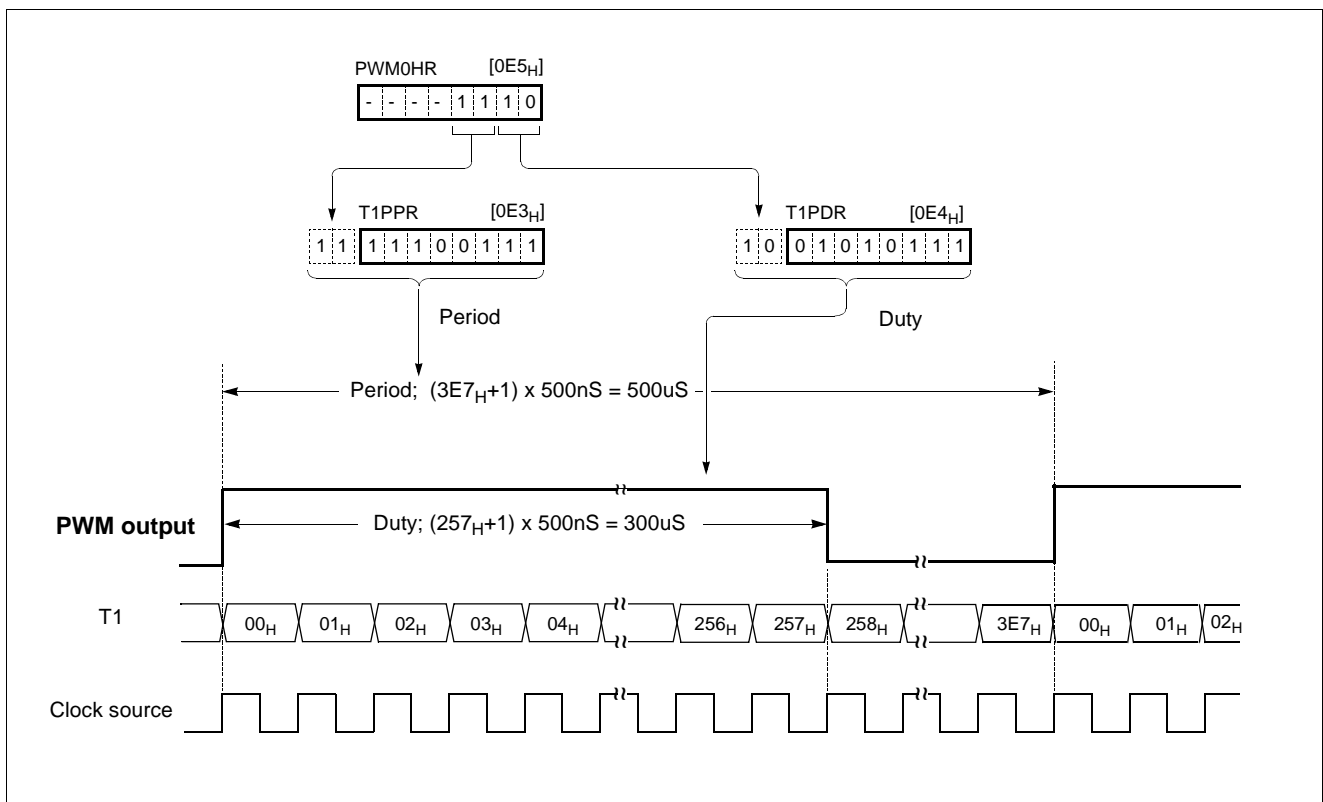 PWM0HR [0E5H]
- - - - 1 1 1 0
T1PPR [0E3H]
1 1 1 1 1 0 0 1 1 1
T1PDR [0E4H]
1 0 0 1 0 1 0 1 1 1
Period
Duty
Period; (3E7H+1) x 500nS = 500uS
PWM output
Duty; (257H+1) x 500nS = 300uS
T1
00H 01H 02H 03H 04H 256H 257H 258H 3E7H 00H 01H 02H
Clock source